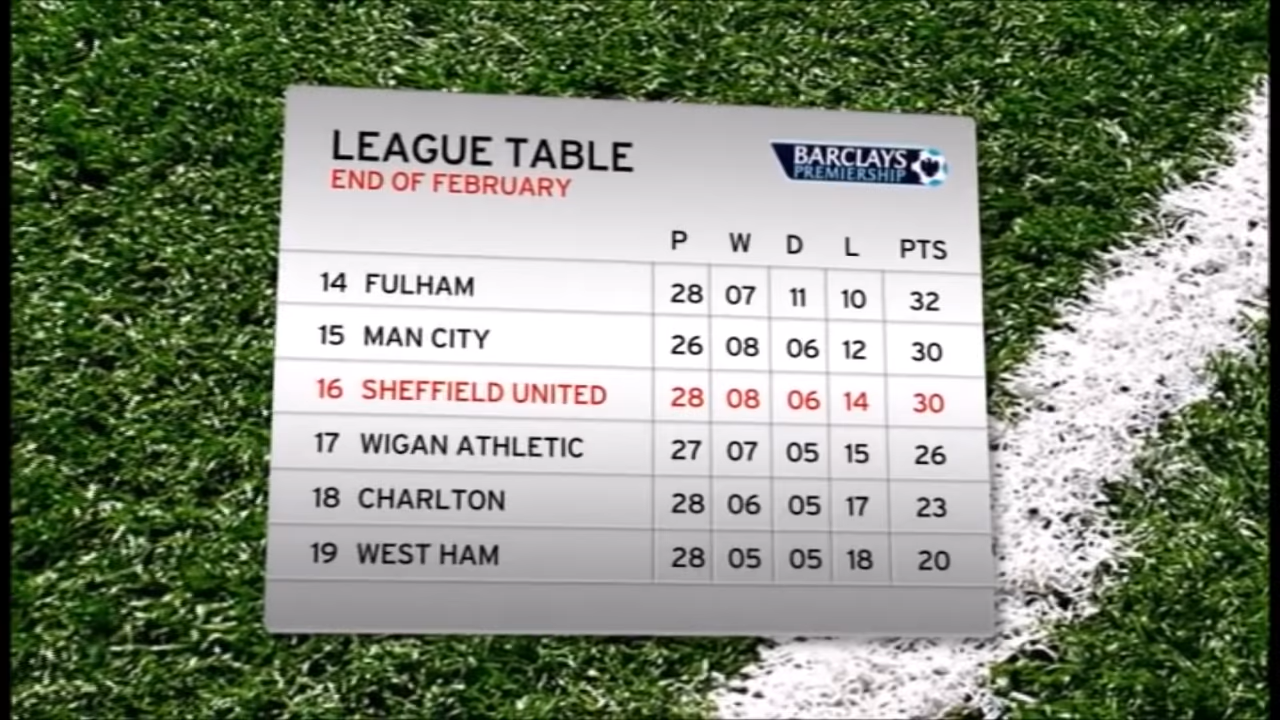 LEAGUE TABLE
END OF FEBRUARY
BARCLAYS
PREMIERSHIP
P W D L PTS
14 FULHAM 28 07 11 10 32
15 MAN CITY 26 08 06 12 30
16 SHEFFIELD UNITED 28 08 06 14 30
17 WIGAN ATHLETIC 27 07 05 15 26
18 CHARLTON 28 06 05 17 23
19 WEST HAM 28 05 05 18 20